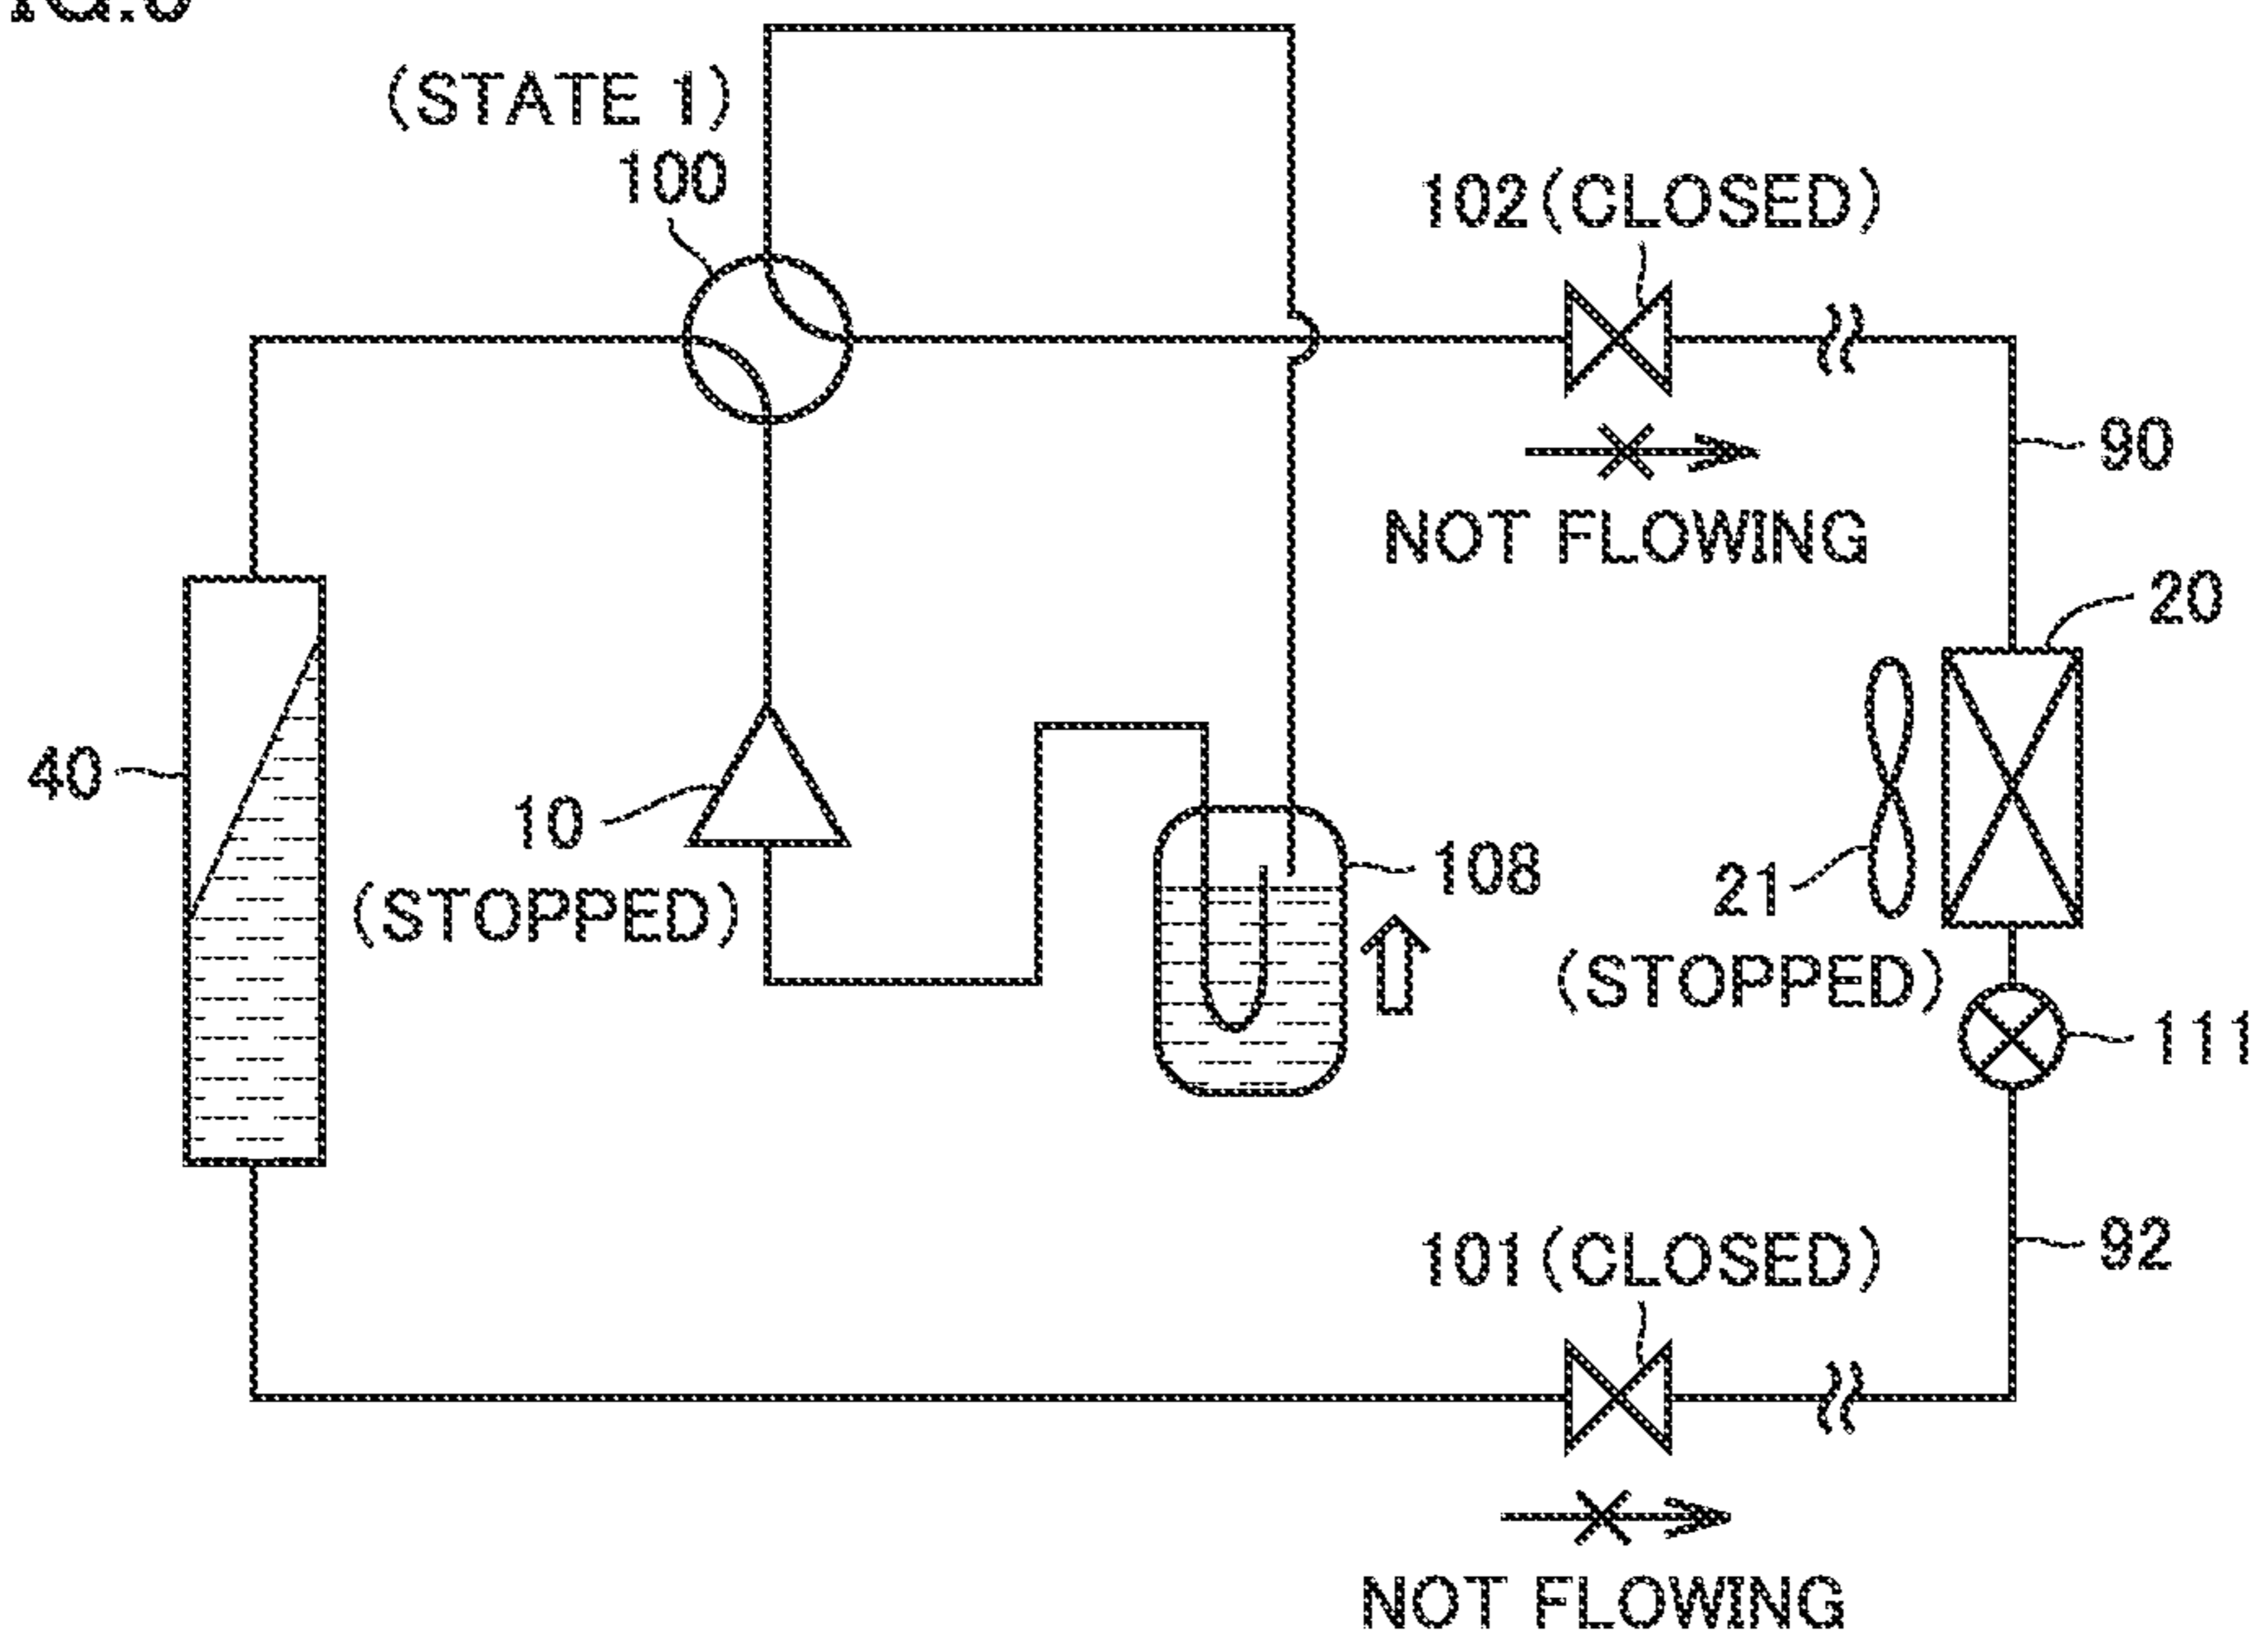 (STATE 1)
100
102(CLOSED)
90
NOT FLOWING
20
40
10
(STOPPED)
108
21
(STOPPED)
111
101(CLOSED)
92
NOT FLOWING